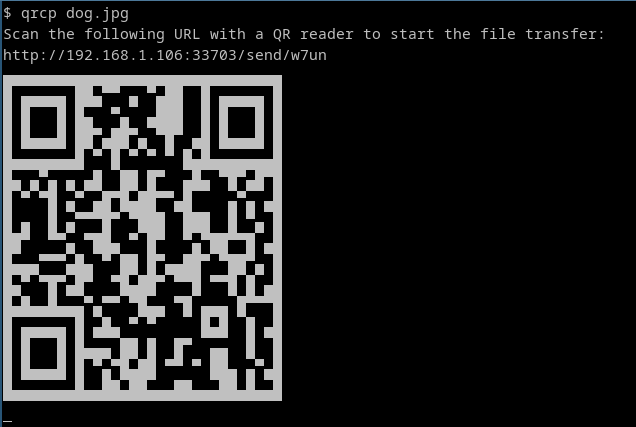 $ qrcp dog.jpg
Scan the following URL with a QR reader to start the file transfer:
http://192.168.1.106:33703/send/w7un